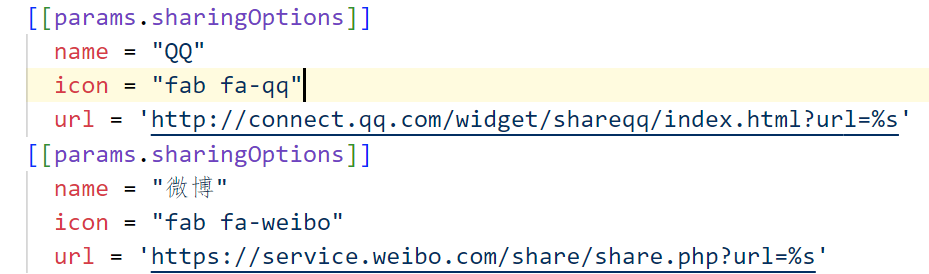 [[params.sharingOptions]]
name = "QQ"
icon = "fab fa-qq"
url = 'http://connect.qq.com/widget/shareqq/index.html?url=%s'
[[params.sharingOptions]]
name = "微博"
icon = "fab fa-weibo"
url = 'https://service.weibo.com/share/share.php?url=%s'